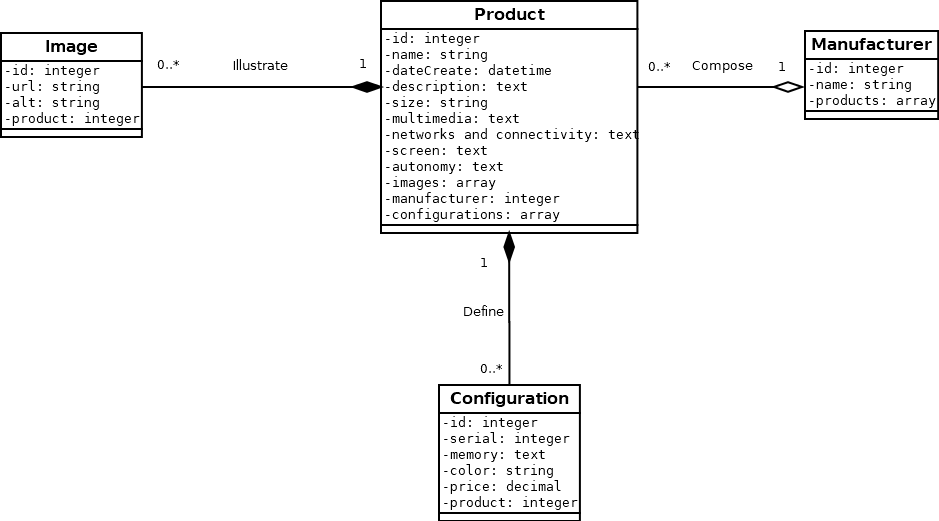 Image
-id: integer
-url: string
-alt: string
-product: integer
0..*
Illustrate
1
Product
-id: integer
-name: string
-dateCreate: datetime
-description: text
-size: string
-multimedia: text
-networks and connectivity: text
-screen: text
-autonomy: text
-images: array
-manufacturer: integer
-configurations: array
0..*
Compose
1
Manufacturer
-id: integer
-name: string
-products: array
1
Define
0..*
Configuration
-id: integer
-serial: integer
-memory: text
-color: string
-price: decimal
-product: integer